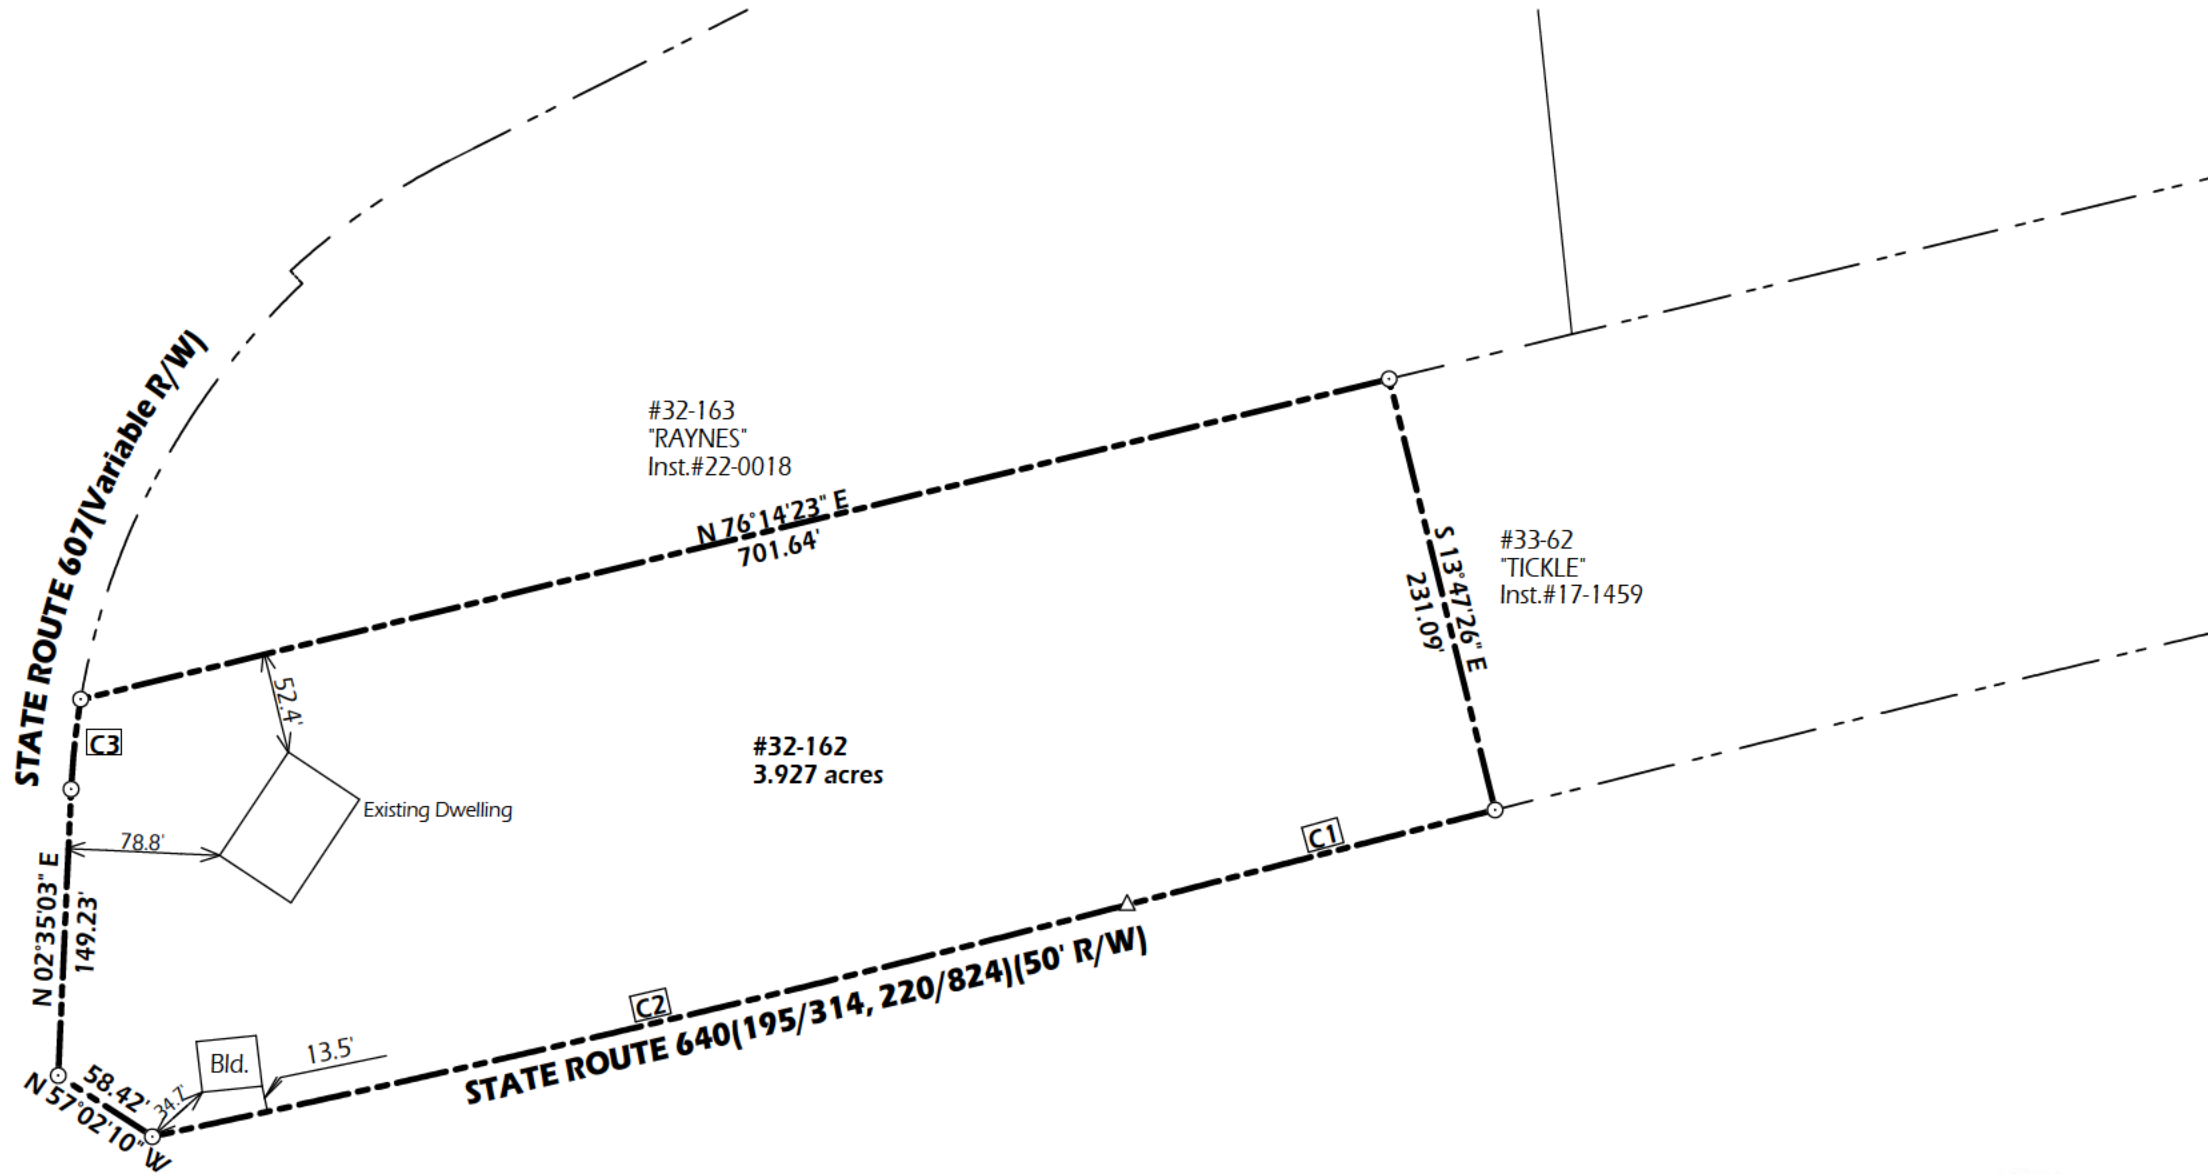 STATE ROUTE 607(Variable R/W)
#32-163
"RAYNES"
Inst.#22-0018
N 76°14'23" E
701.64'
S 13°47'26" E
231.09'
#33-62
"TICKLE"
Inst.#17-1459
52.4'
C3
#32-162
3.927 acres
Existing Dwelling
78.8'
C1
N 02°35'03" E
149.23'
C2
STATE ROUTE 640(195/314, 220/824)(50' R/W)
Bld.
13.5'
58.42'
34.7'
N 57°02'10" W